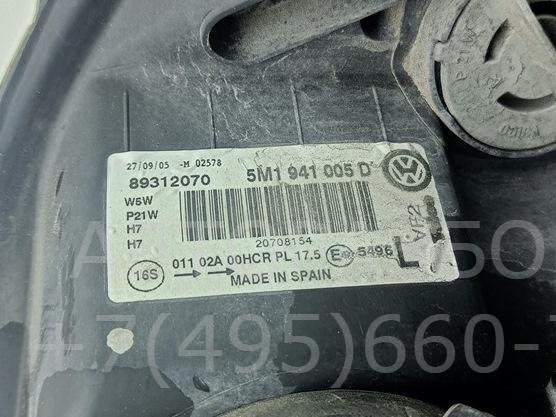 27/09/05 -M 02578
89312070 5M1 941 005 D
W5W
P21W
H7
H7
20708154
16S 011 02A 00HCR PL 17.5 5496 L
MADE IN SPAIN
VF2
+7(495)660-